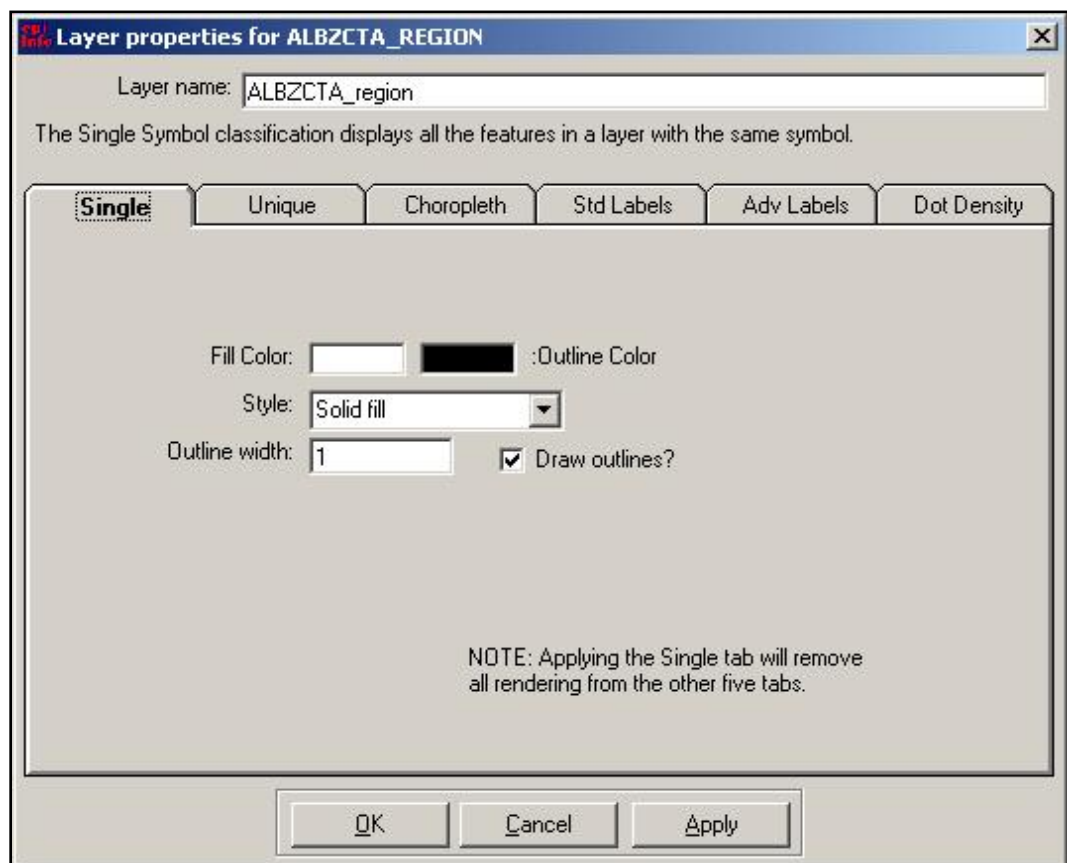 epi info Layer properties for ALBZCTA_REGION
Layer name: ALBZCTA_region
The Single Symbol classification displays all the features in a layer with the same symbol.
Single Unique Choropleth Std Labels Adv Labels Dot Density
Fill Color: :Outline Color
Style: Solid fill
Outline width: 1 Draw outlines?
NOTE: Applying the Single tab will remove
all rendering from the other five tabs.
OK Cancel Apply